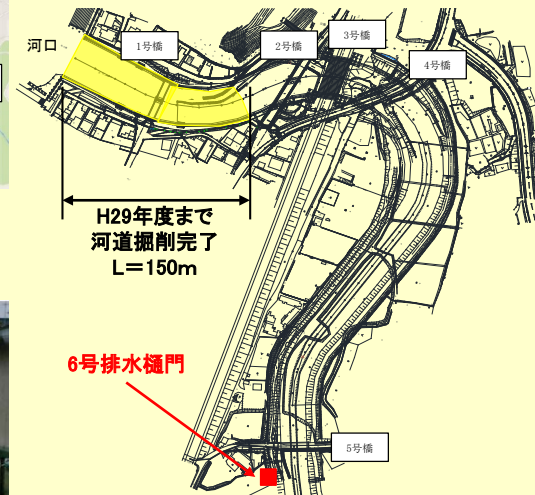 河口
1号橋
2号橋
3号橋
4号橋
H29年度まで
河道掘削完了
L=150m
6号排水樋門
5号橋